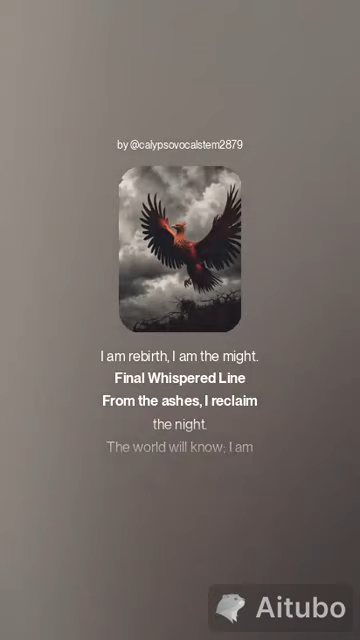 by @calypsovocalstem2879
I am rebirth, I am the might.
Final Whispered Line
From the ashes, I reclaim
the night.
The world will know: I am
Aitubo